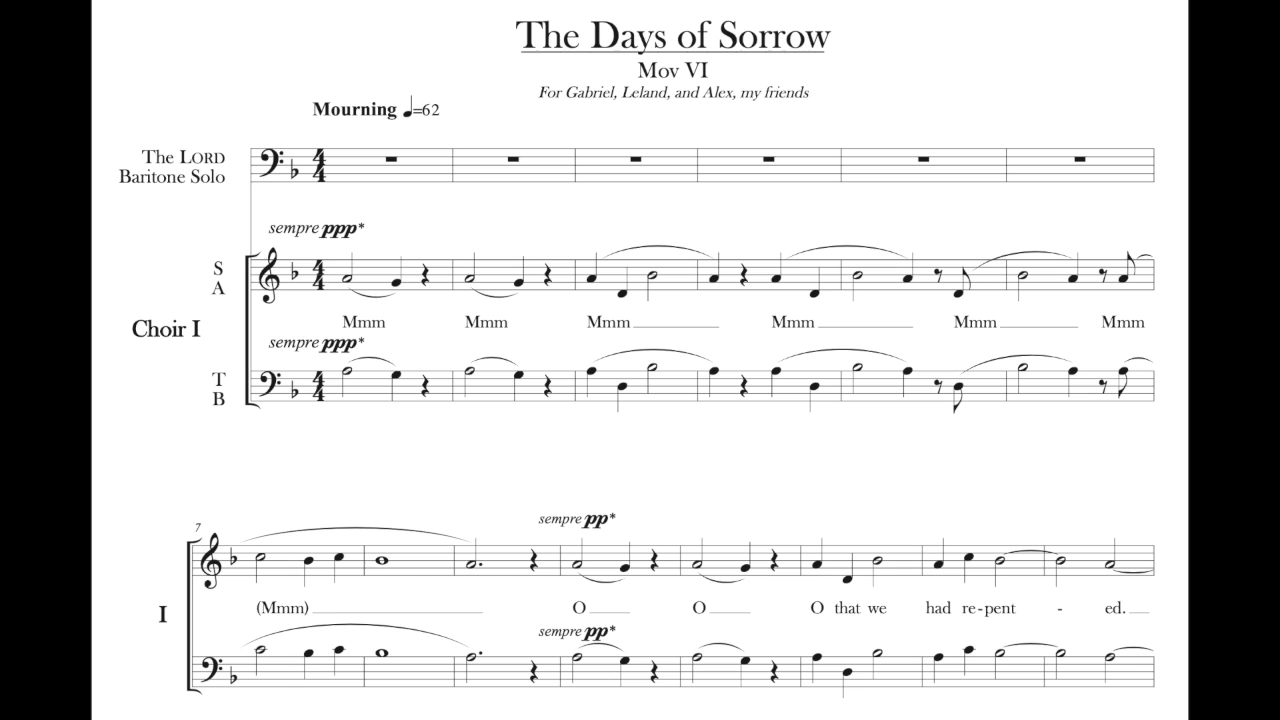 The Days of Sorrow
Mov VI
For Gabriel, Leland, and Alex, my friends
Mourning ♩=62
The LORD
Baritone Solo
sempre ppp*
S
A
Mmm Mmm Mmm Mmm Mmm Mmm
Choir I
sempre ppp*
T
B
7
sempre pp*
I
(Mmm) O O O that we had re-pent - ed.
sempre pp*